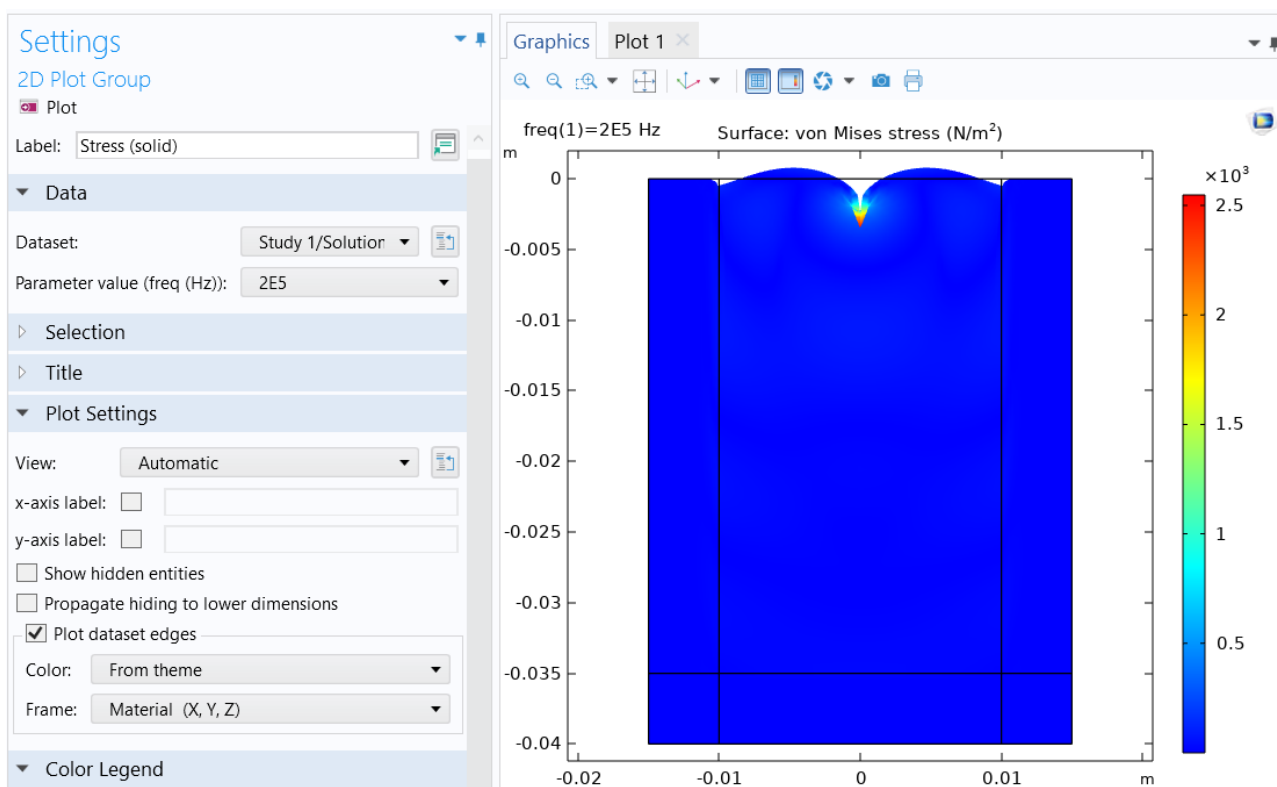 Settings
2D Plot Group
Plot
Label: Stress (solid)
Data
Dataset: Study 1/Solution
Parameter value (freq (Hz)): 2E5
Selection
Title
Plot Settings
View: Automatic
x-axis label:
y-axis label:
Show hidden entities
Propagate hiding to lower dimensions
Plot dataset edges
Color: From theme
Frame: Material (X, Y, Z)
Color Legend
Graphics Plot 1
freq(1)=2E5 Hz Surface: von Mises stress (N/m²)
m
0
-0.005
-0.01
-0.015
-0.02
-0.025
-0.03
-0.035
-0.04
-0.02 -0.01 0 0.01 m
×10³
2.5
2
1.5
1
0.5